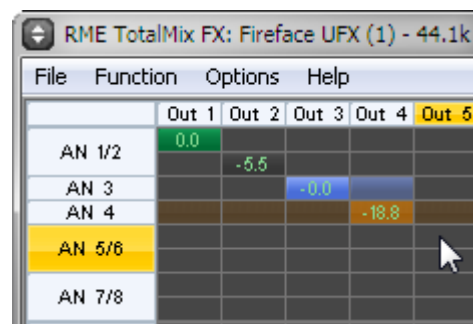 RME TotalMix FX: Fireface UFX (1) - 44.1k
File Function Options Help
Out 1 Out 2 Out 3 Out 4 Out 5
AN 1/2 0.0
-5.5
AN 3 -0.0
AN 4 -18.8
AN 5/6
AN 7/8